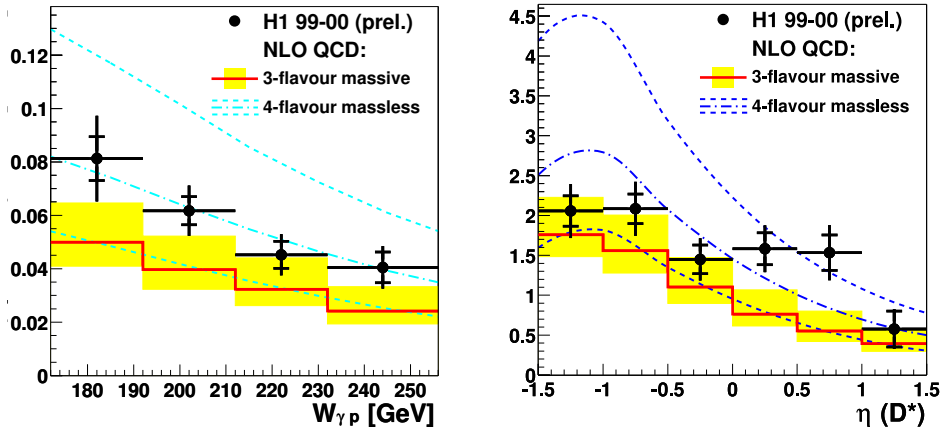 H1 99-00 (prel.)
NLO QCD:
3-flavour massive
4-flavour massless
0.12
0.1
0.08
0.06
0.04
0.02
0
180 190 200 210 220 230 240 250
W γ p [GeV]
H1 99-00 (prel.)
NLO QCD:
3-flavour massive
4-flavour massless
4.5
4
3.5
3
2.5
2
1.5
1
0.5
0
-1.5 -1 -0.5 0 0.5 1 1.5
η (D*)